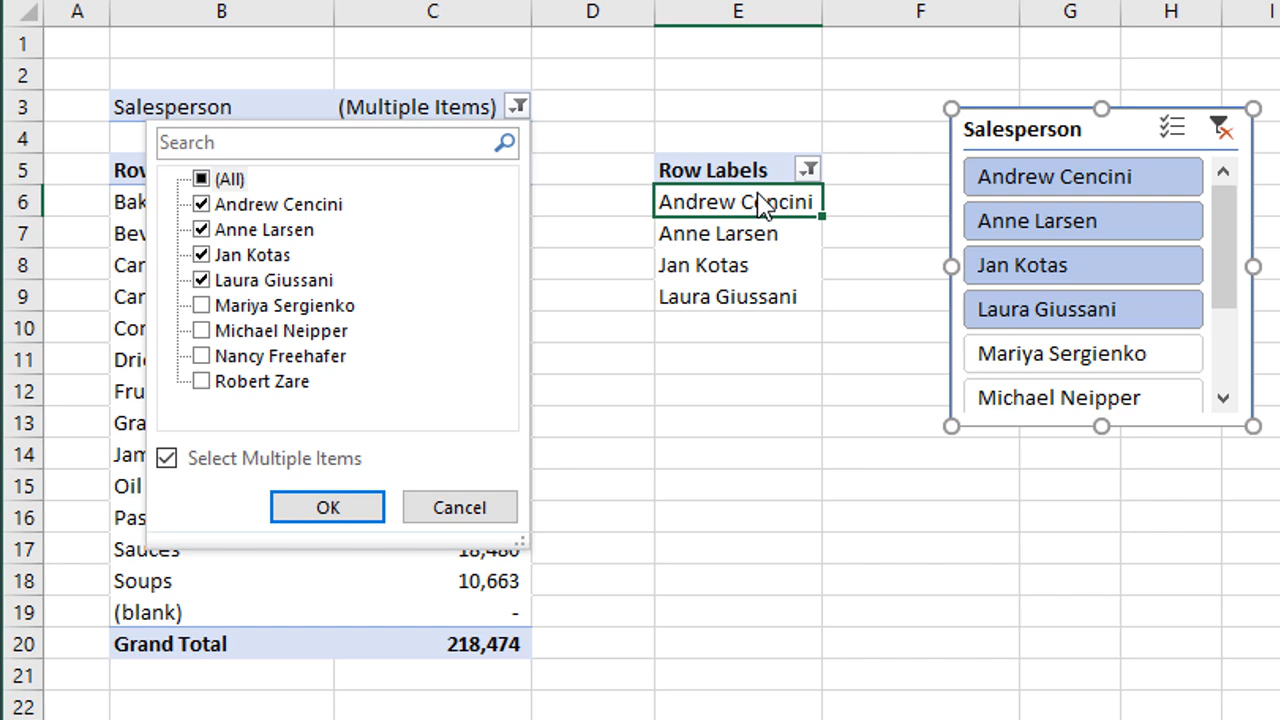 A B C D E F G H I
1
2
3 Salesperson (Multiple Items)
4
Search
5 Row Labels
(All)
6 Andrew Cencini
Andrew Cencini
7 Anne Larsen
Anne Larsen
8 Jan Kotas
Jan Kotas
9 Laura Giussani
Laura Giussani
Mariya Sergienko
10
Michael Neipper
11
Nancy Freehafer
12
Robert Zare
13
14
Select Multiple Items
15
16
OK Cancel
17 Sauces 18,480
18 Soups 10,663
19 (blank) -
20 Grand Total 218,474
21
22
Salesperson
Andrew Cencini
Anne Larsen
Jan Kotas
Laura Giussani
Mariya Sergienko
Michael Neipper